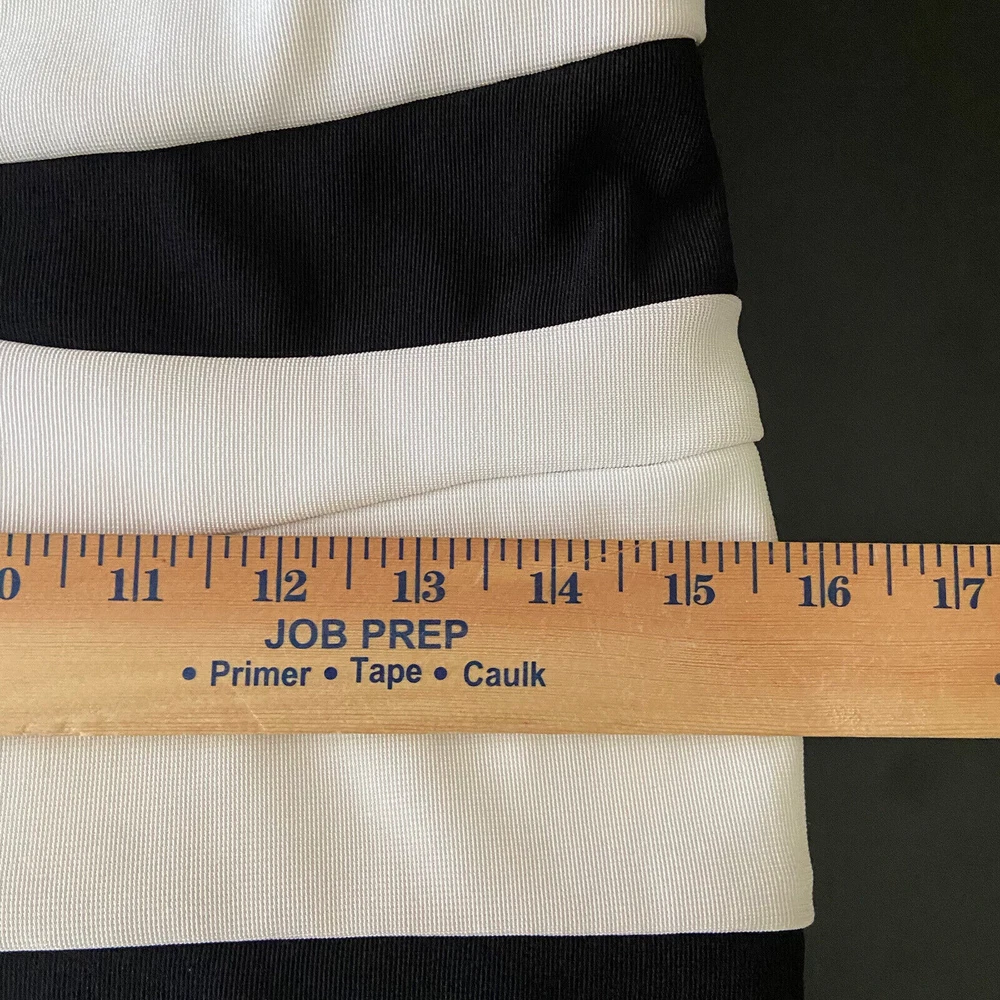 0 11 12 13 14 15 16 17
JOB PREP
• Primer • Tape • Caulk